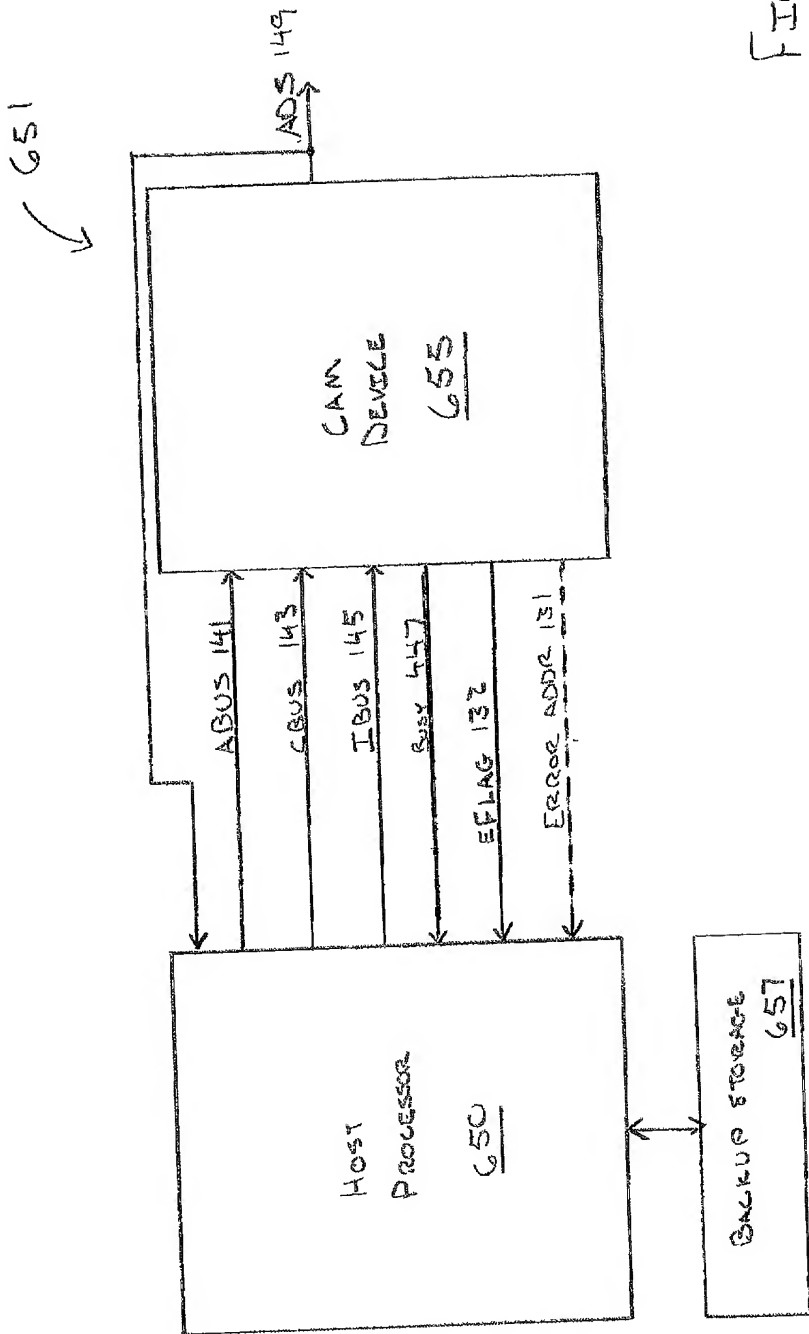 651
ADS 149
CAM
DEVICE
655
ABUS 141
CBUS 143
IBUS 145
BUSY 447
EFLAG 132
ERROR ADDR 131
HOST
PROCESSOR
650
BACKUP STORAGE
657